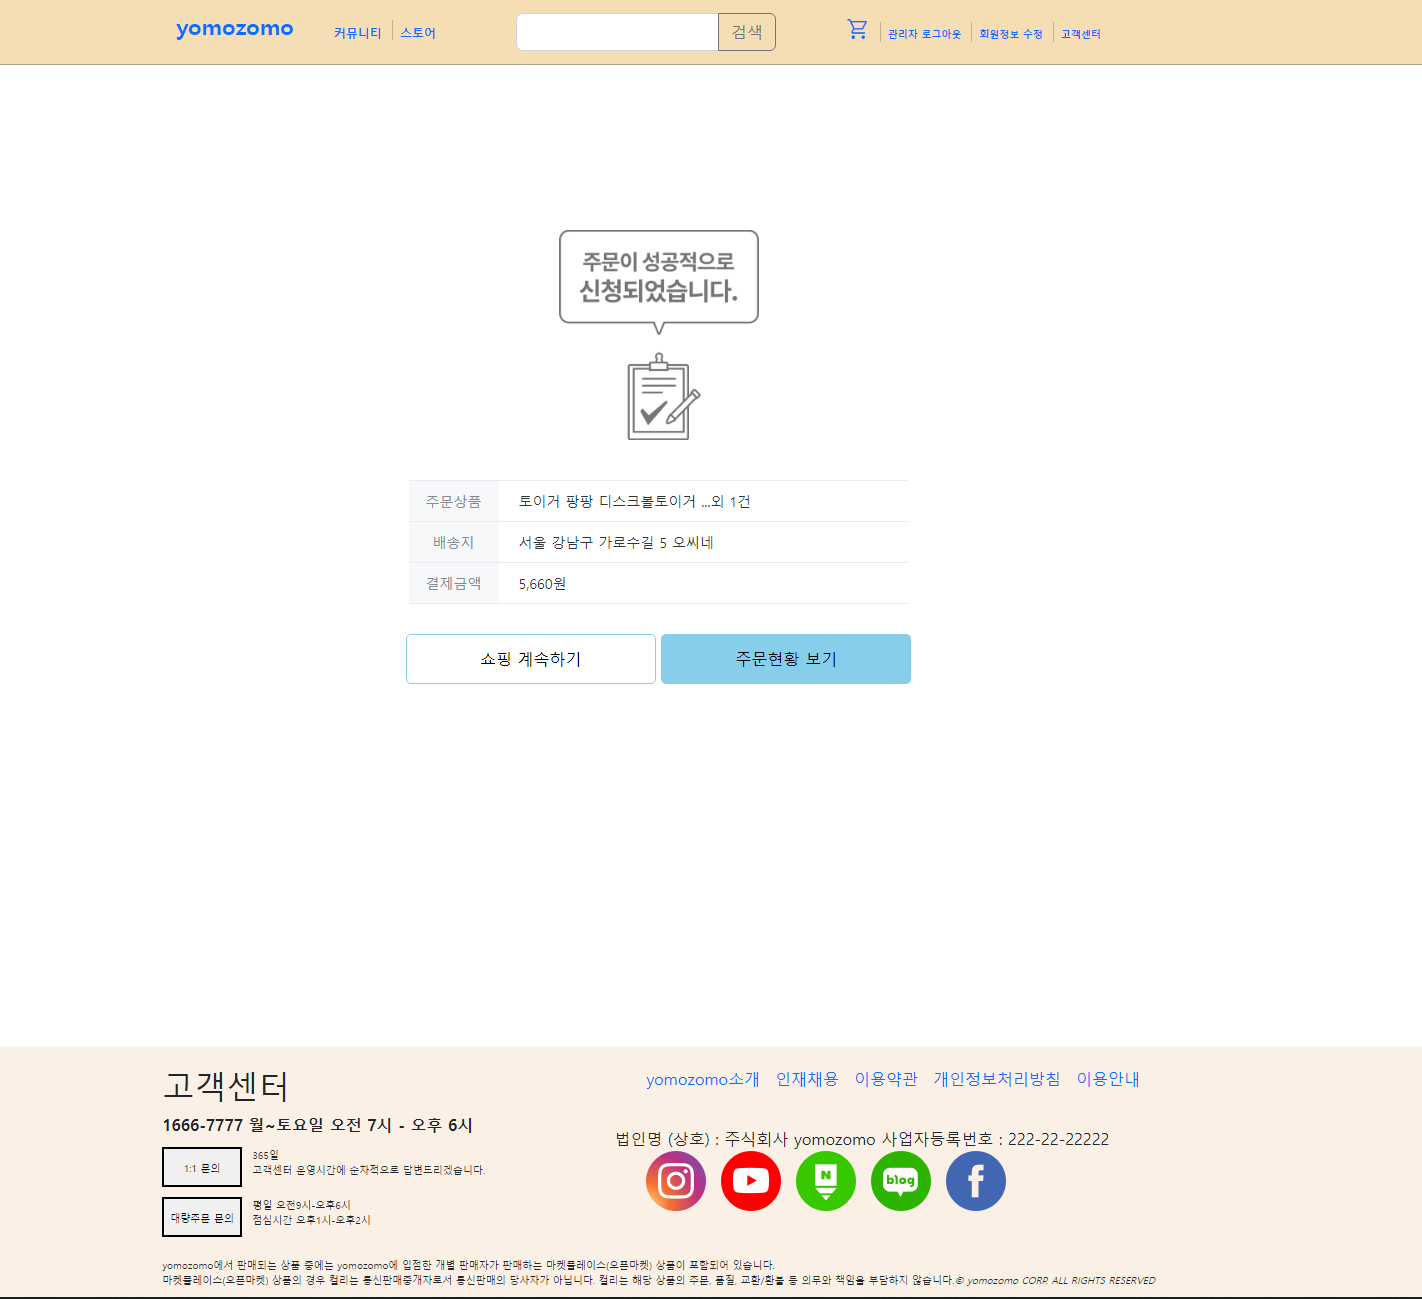 yomozomo 커뮤니티 스토어 검색 관리자 로그아웃 회원정보 수정 고객센터
주문이 성공적으로
신청되었습니다.
주문상품 토이거 팡팡 디스크볼토이거 ...외 1건
배송지 서울 강남구 가로수길 5 오씨네
결제금액 5,660원
쇼핑 계속하기 주문현황 보기
고객센터
1666-7777 월~토요일 오전 7시 - 오후 6시
1:1 문의
365일
고객센터 운영시간에 순차적으로 답변드리겠습니다.
대량주문 문의
평일 오전9시-오후6시
점심시간 오후1시-오후2시
yomozomo소개 인재채용 이용약관 개인정보처리방침 이용안내
법인명 (상호) : 주식회사 yomozomo 사업자등록번호 : 222-22-22222
N
blog
f
yomozomo에서 판매되는 상품 중에는 yomozomo에 입점한 개별 판매자가 판매하는 마켓플레이스(오픈마켓) 상품이 포함되어 있습니다.
마켓플레이스(오픈마켓) 상품의 경우 컬리는 통신판매중개자로서 통신판매의 당사자가 아닙니다. 컬리는 해당 상품의 주문, 품질, 교환/환불 등 의무와 책임을 부담하지 않습니다.© yomozomo CORP. ALL RIGHTS RESERVED